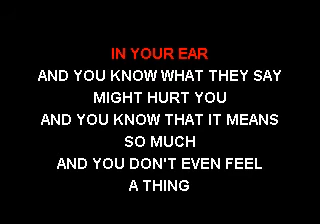 IN YOUR EAR
AND YOU KNOW WHAT THEY SAY
MIGHT HURT YOU
AND YOU KNOW THAT IT MEANS
SO MUCH
AND YOU DON'T EVEN FEEL
A THING